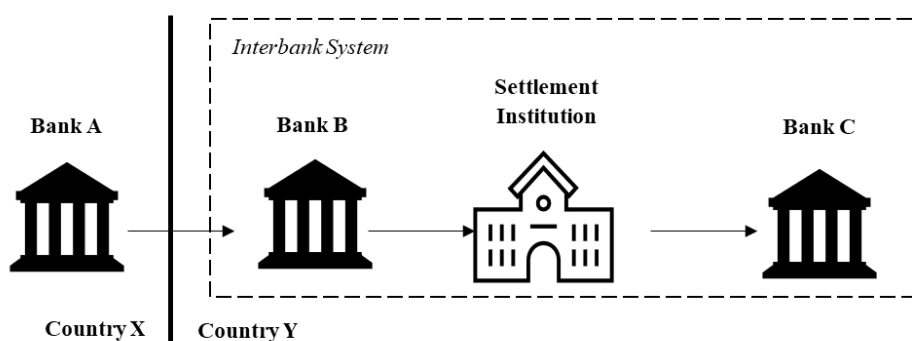 Interbank System
Settlement
Institution
Bank A
Bank B
Bank C
Country X
Country Y